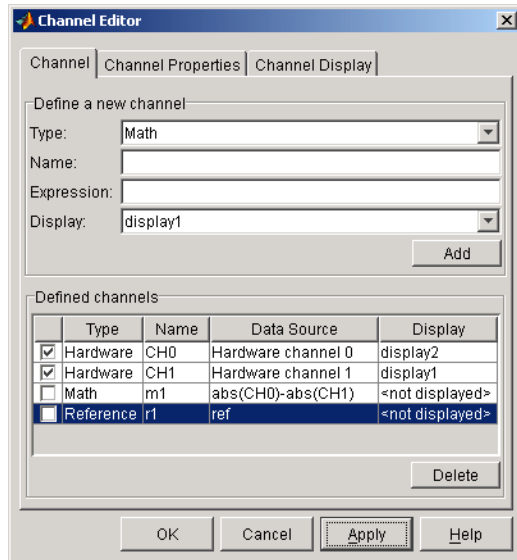 Channel Editor
Channel Channel Properties Channel Display
Define a new channel
Type: Math
Name:
Expression:
Display: display1
Add
Defined channels
Type Name Data Source Display
Hardware CH0 Hardware channel 0 display2
Hardware CH1 Hardware channel 1 display1
Math m1 abs(CH0)-abs(CH1) <not displayed>
Reference r1 ref <not displayed>
Delete
OK Cancel Apply Help